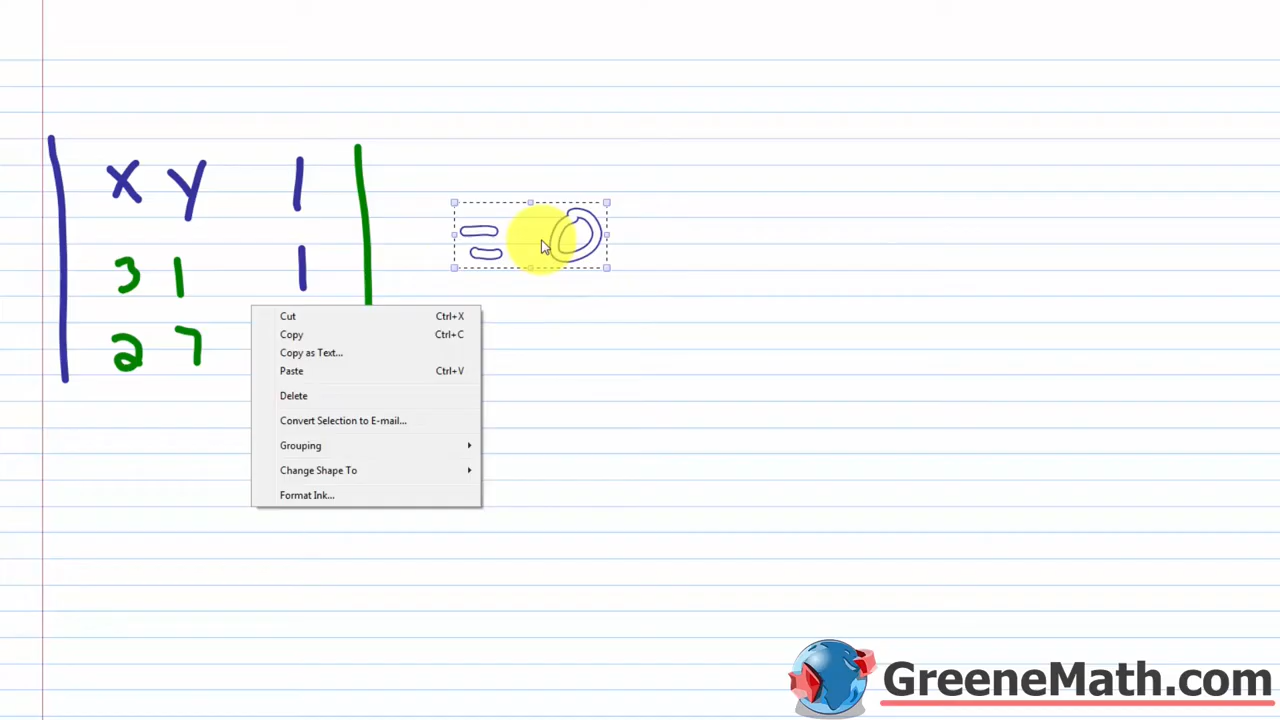 x y 1
= 0
3 1 1
2 7
Cut Ctrl+X
Copy Ctrl+C
Copy as Text...
Paste Ctrl+V
Delete
Convert Selection to E-mail...
Grouping
Change Shape To
Format Ink...
GreeneMath.com